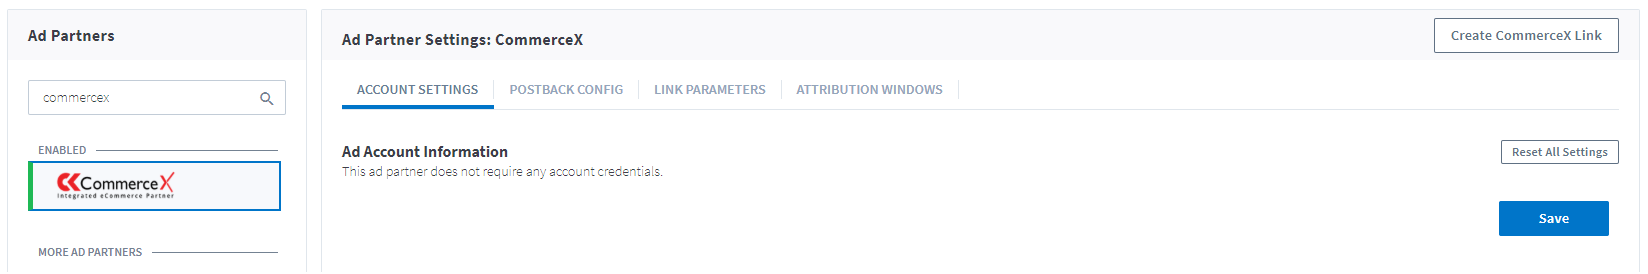 Ad Partners
commercex
ENABLED
CommerceX
Integrated eCommerce Partner
MORE AD PARTNERS
Ad Partner Settings: CommerceX
Create CommerceX Link
ACCOUNT SETTINGS
POSTBACK CONFIG
LINK PARAMETERS
ATTRIBUTION WINDOWS
Ad Account Information
Reset All Settings
This ad partner does not require any account credentials.
Save